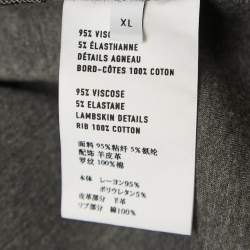 XL
95% VISCOSE
5% ÉLASTHANNE
DÉTAILS AGNEAU
BORD-CÔTES 100% COTON
95% VISCOSE
5% ELASTANE
LAMBSKIN DETAILS
RIB 100% COTTON
面料 95%粘纤 5%氨纶
配饰 羊皮革
罗纹 100%棉
本体 レーヨン95%
ポリウレタン5%
皮革部分 羊革
リブ部分 綿100%